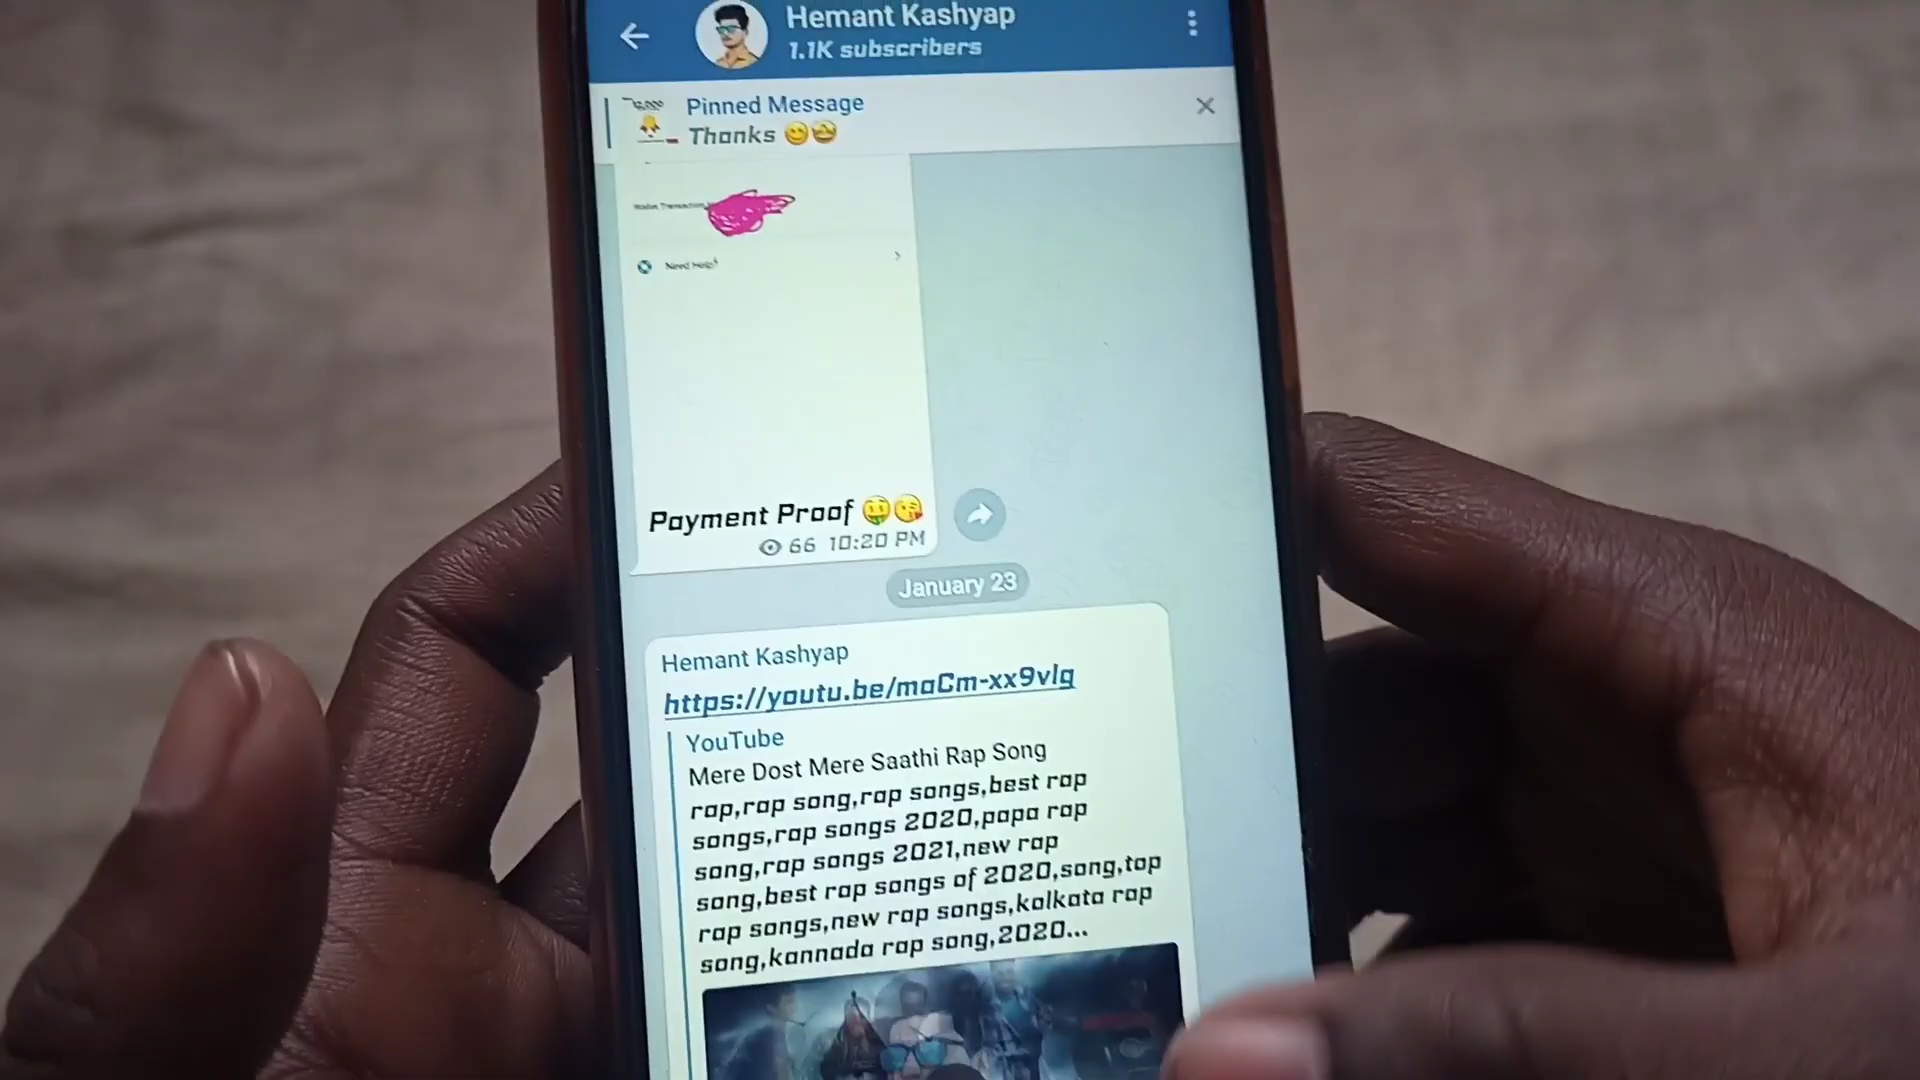 Hemant Kashyap
1.1K subscribers
Pinned Message
Thanks 😊🤩
Wallet Transaction
Need Help?
Payment Proof 🤑😘
66 10:20 PM
January 23
Hemant Kashyap
https://youtu.be/maCm-xx9vlg
YouTube
Mere Dost Mere Saathi Rap Song
rap,rap song,rap songs,best rap
songs,rap songs 2020,papa rap
song,rap songs 2021,new rap
song,best rap songs of 2020,song,top
rap songs,new rap songs,kolkata rap
song,kannada rap song,2020...